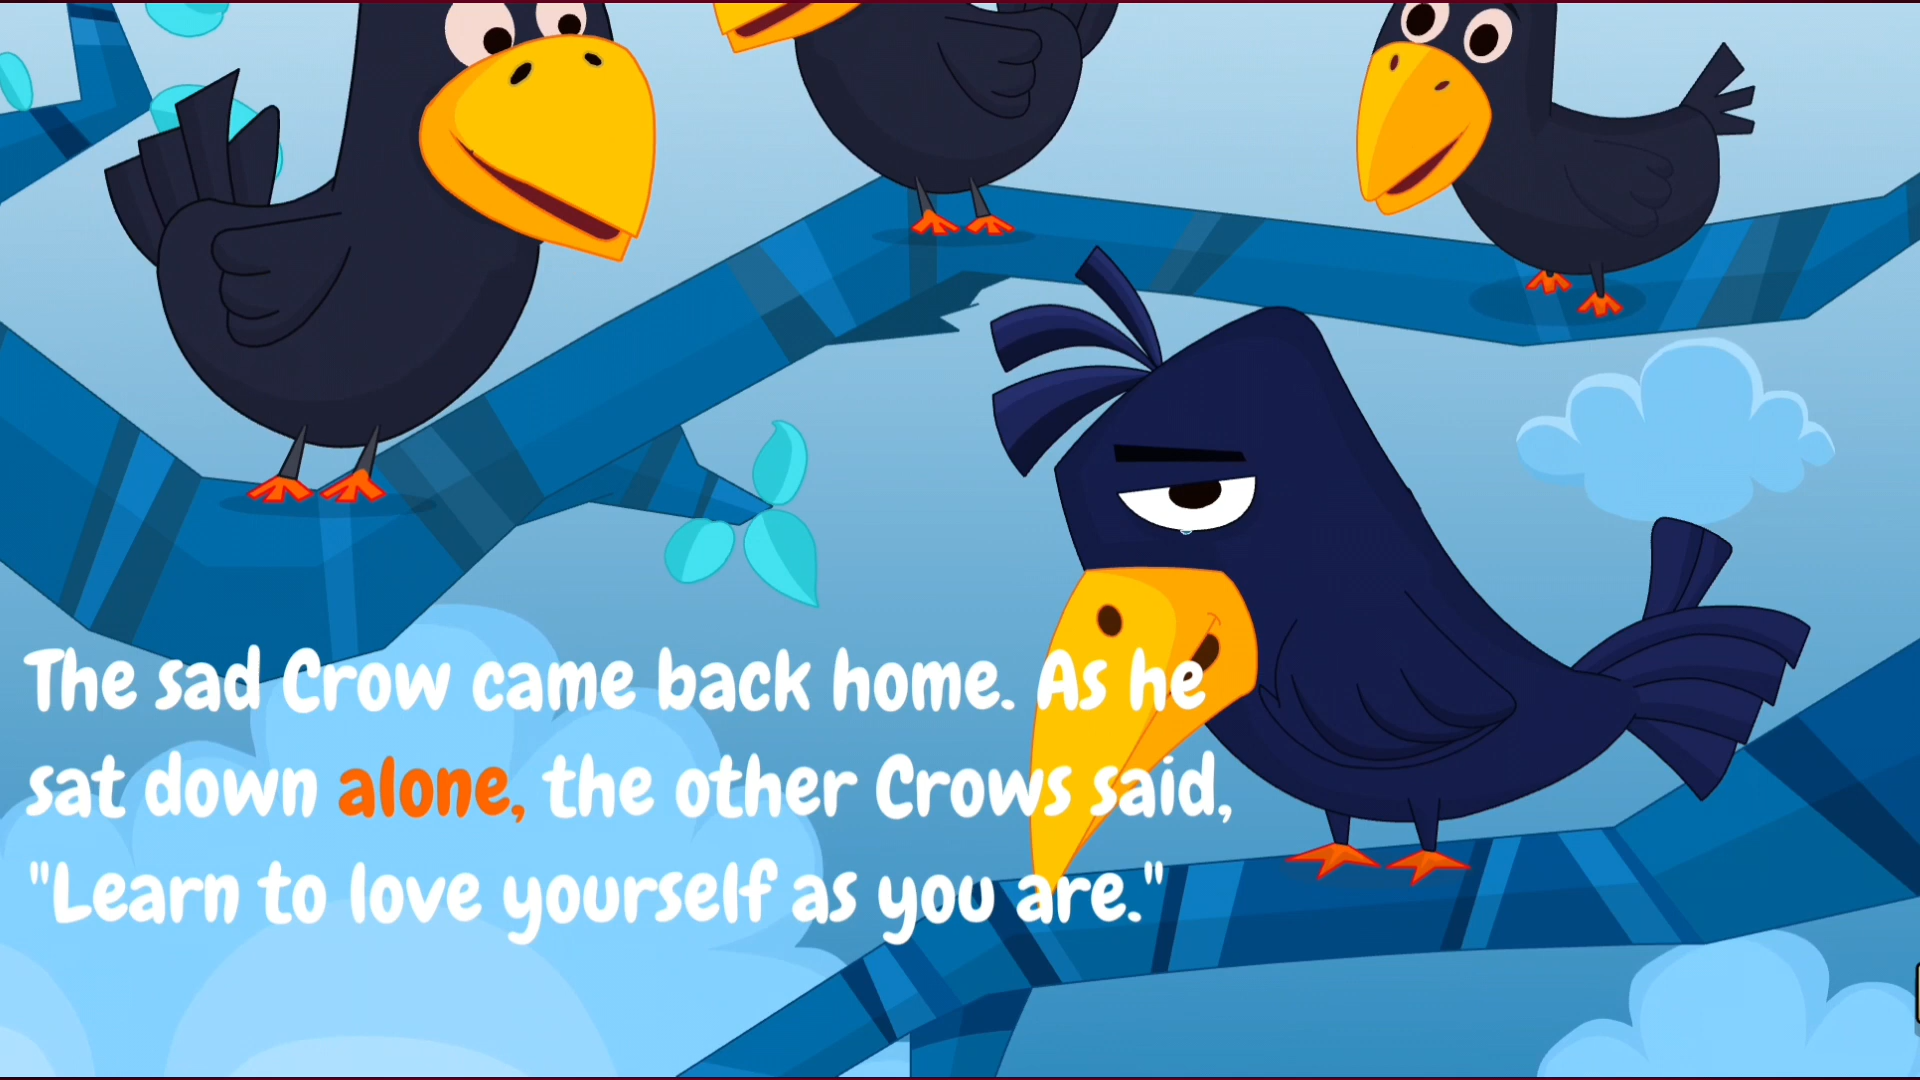 The sad Crow came back home. As he
sat down alone, the other Crows said,
"Learn to love yourself as you are."